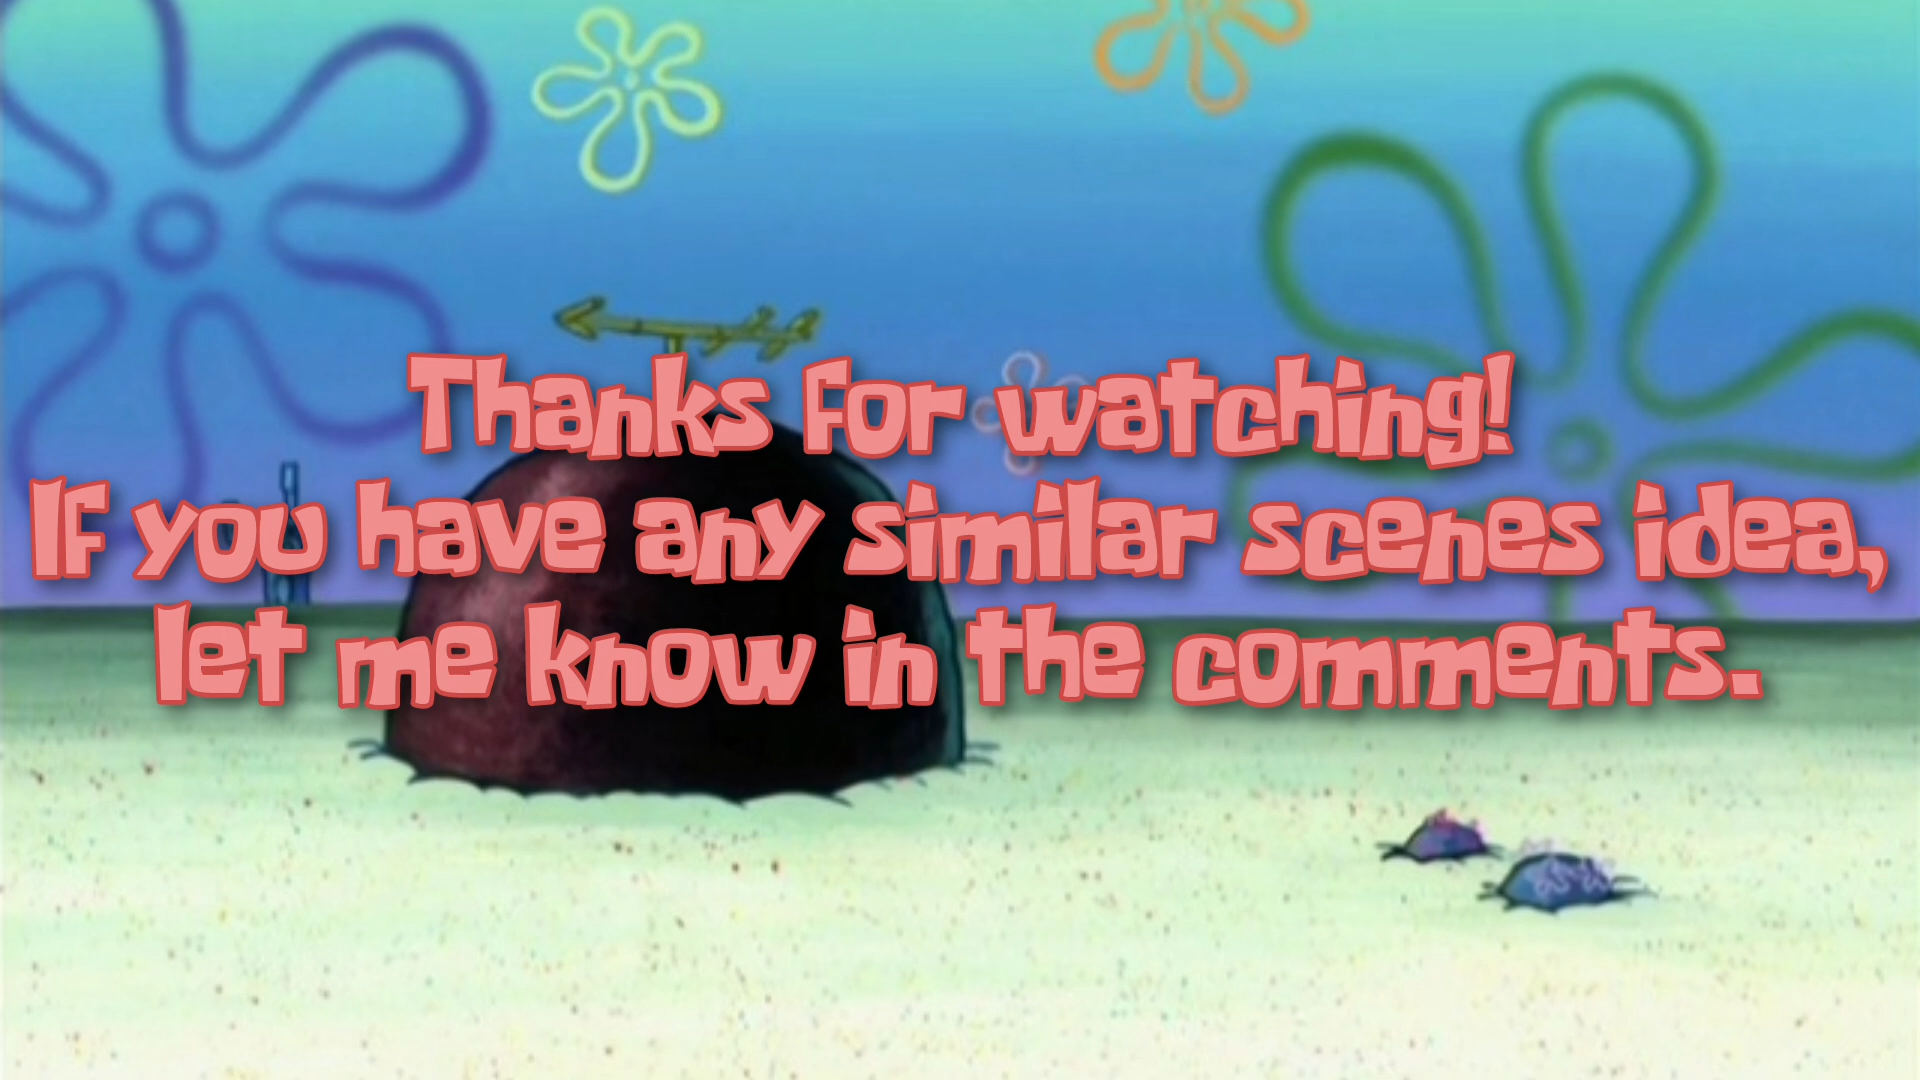 Thanks for watching!
If you have any similar scenes idea,
let me know in the comments.